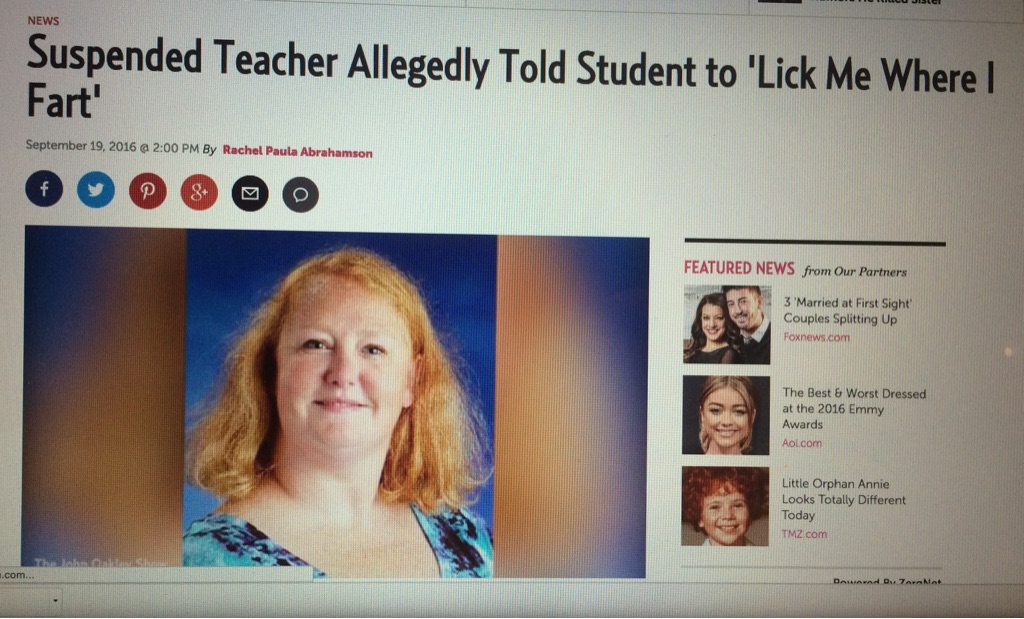 NEWS
Suspended Teacher Allegedly Told Student to 'Lick Me Where I
Fart'
September 19, 2016 @ 2:00 PM By Rachel Paula Abrahamson
f
g+
FEATURED NEWS from Our Partners
3 'Married at First Sight'
Couples Splitting Up
Foxnews.com
The Best & Worst Dressed
at the 2016 Emmy
Awards
Aol.com
Little Orphan Annie
Looks Totally Different
Today
TMZ.com
The John Oakley Show
.com...
Powered By ZergNet